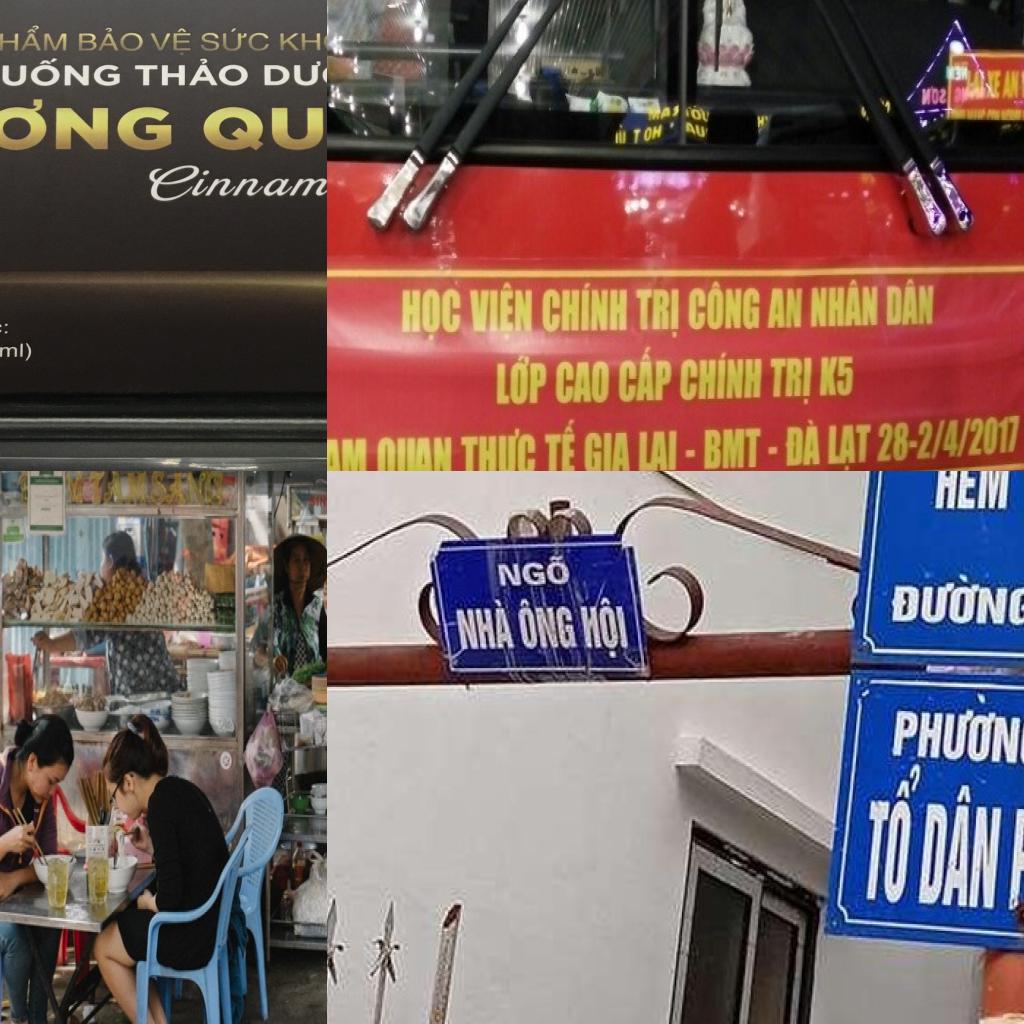 HẨM BẢO VỆ SỨC KH
UỐNG THẢO DƯ
ƠNG QU
Cinnam
ml)
HỌC VIỆN CHÍNH TRỊ CÔNG AN NHÂN DÂN
LỚP CAO CẤP CHÍNH TRỊ K5
AM QUAN THỰC TẾ GIA LAI - BMT - ĐÀ LẠT 28-2/4/2017
NGÕ
NHÀ ÔNG HỘI
HẺM
ĐƯỜNG
PHƯỜN
TỔ DÂN